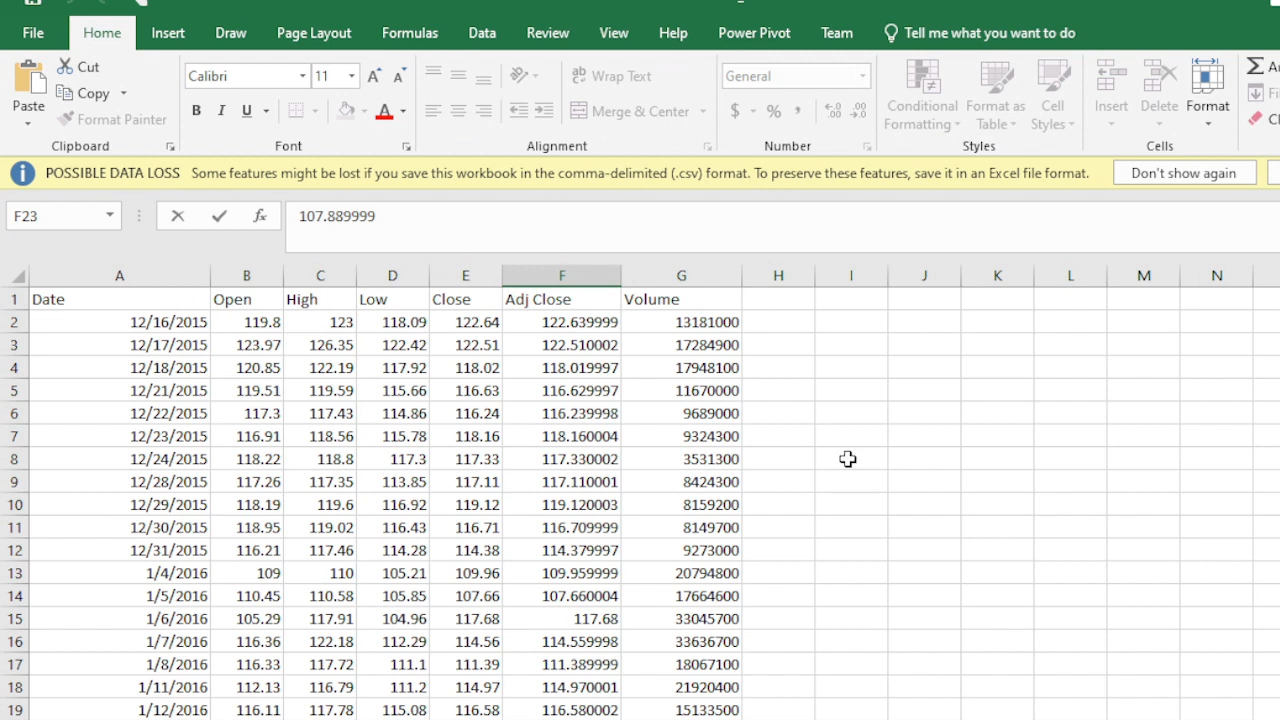 File Home Insert Draw Page Layout Formulas Data Review View Help Power Pivot Team Tell me what you want to do
Paste Cut Copy Format Painter Clipboard
Calibri 11 A A B I U A Font
ab Wrap Text Merge & Center Alignment
General $ % , Number
Conditional Formatting Format as Table Cell Styles Styles
Insert Delete Format Cells
POSSIBLE DATA LOSS Some features might be lost if you save this workbook in the comma-delimited (.csv) format. To preserve these features, save it in an Excel file format. Don't show again
F23 fx 107.889999
A B C D E F G H I J K L M N
1 Date Open High Low Close Adj Close Volume
2 12/16/2015 119.8 123 118.09 122.64 122.639999 13181000
3 12/17/2015 123.97 126.35 122.42 122.51 122.510002 17284900
4 12/18/2015 120.85 122.19 117.92 118.02 118.019997 17948100
5 12/21/2015 119.51 119.59 115.66 116.63 116.629997 11670000
6 12/22/2015 117.3 117.43 114.86 116.24 116.239998 9689000
7 12/23/2015 116.91 118.56 115.78 118.16 118.160004 9324300
8 12/24/2015 118.22 118.8 117.3 117.33 117.330002 3531300
9 12/28/2015 117.26 117.35 113.85 117.11 117.110001 8424300
10 12/29/2015 118.19 119.6 116.92 119.12 119.120003 8159200
11 12/30/2015 118.95 119.02 116.43 116.71 116.709999 8149700
12 12/31/2015 116.21 117.46 114.28 114.38 114.379997 9273000
13 1/4/2016 109 110 105.21 109.96 109.959999 20794800
14 1/5/2016 110.45 110.58 105.85 107.66 107.660004 17664600
15 1/6/2016 105.29 117.91 104.96 117.68 117.68 33045700
16 1/7/2016 116.36 122.18 112.29 114.56 114.559998 33636700
17 1/8/2016 116.33 117.72 111.1 111.39 111.389999 18067100
18 1/11/2016 112.13 116.79 111.2 114.97 114.970001 21920400
19 1/12/2016 116.11 117.78 115.08 116.58 116.580002 15133500